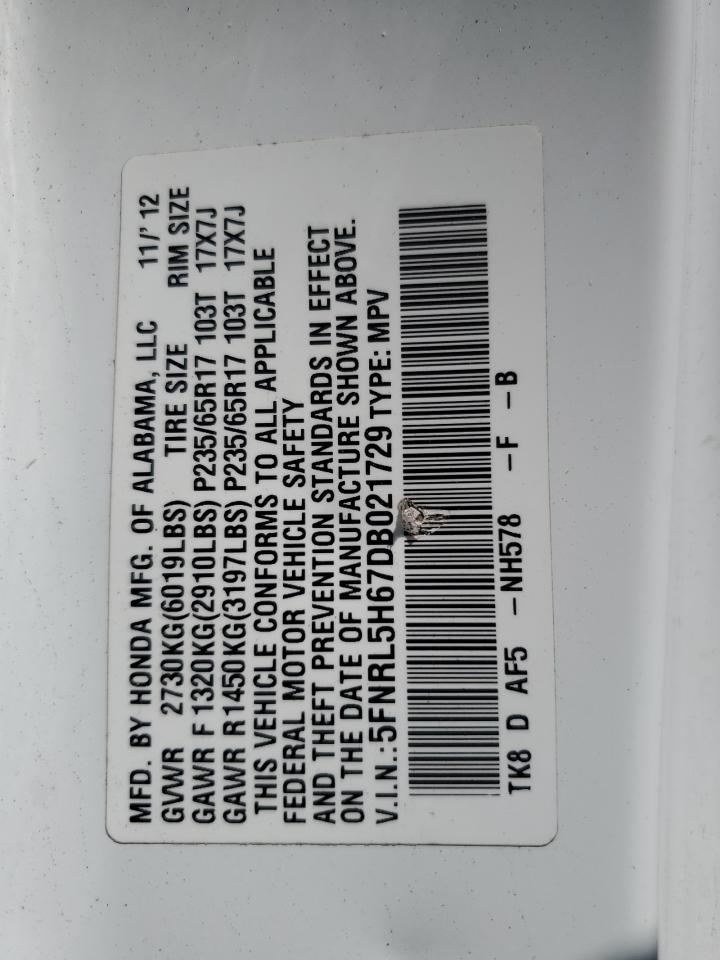 MFD. BY HONDA MFG. OF ALABAMA, LLC 11/'12
GVWR 2730KG(6019LBS) TIRE SIZE RIM SIZE
GAWR F 1320KG(2910LBS) P235/65R17 103T 17X7J
GAWR R 1450KG(3197LBS) P235/65R17 103T 17X7J
THIS VEHICLE CONFORMS TO ALL APPLICABLE
FEDERAL MOTOR VEHICLE SAFETY
AND THEFT PREVENTION STANDARDS IN EFFECT
ON THE DATE OF MANUFACTURE SHOWN ABOVE.
V.I.N.:5FNRL5H67DB021729 TYPE: MPV
TK8 D AF5 -NH578 -F -B